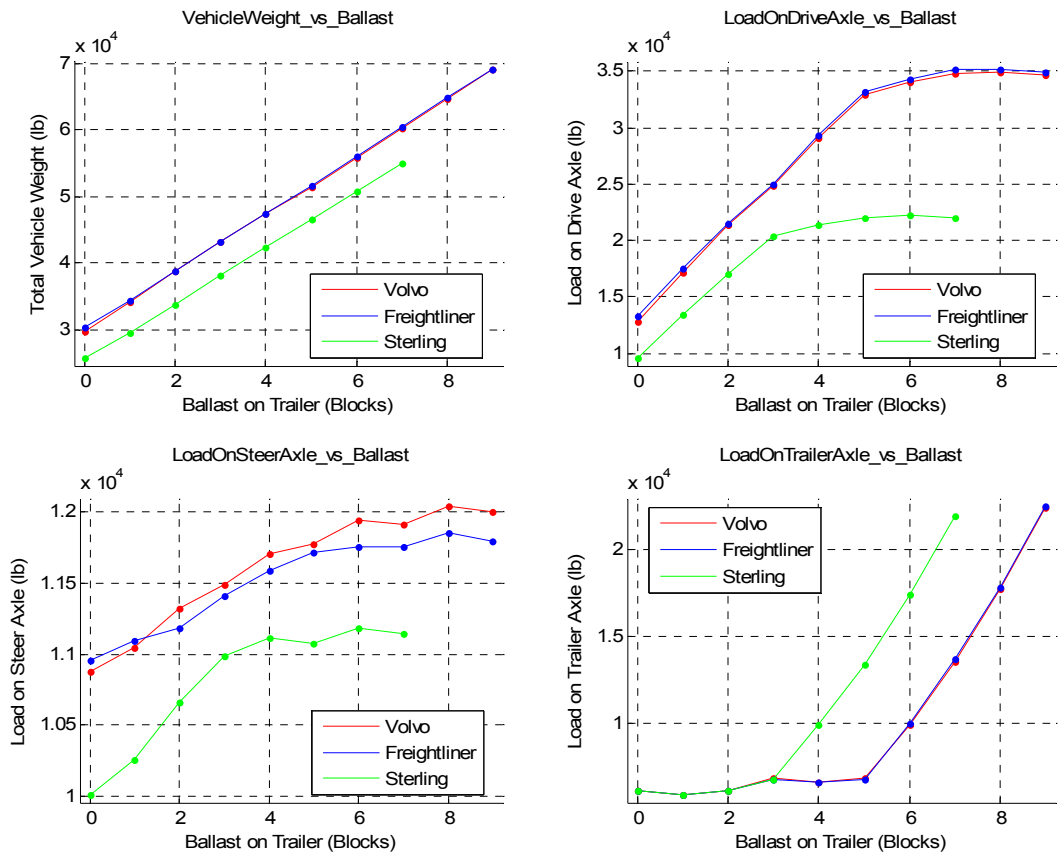 VehicleWeight_vs_Ballast
x 10^4
7
6
5
4
3
Total Vehicle Weight (lb)
0 2 4 6 8
Ballast on Trailer (Blocks)
Volvo
Freightliner
Sterling
LoadOnDriveAxle_vs_Ballast
x 10^4
3.5
3
2.5
2
1.5
1
Load on Drive Axle (lb)
0 2 4 6 8
Ballast on Trailer (Blocks)
Volvo
Freightliner
Sterling
LoadOnSteerAxle_vs_Ballast
x 10^4
1.2
1.15
1.1
1.05
1
Load on Steer Axle (lb)
0 2 4 6 8
Ballast on Trailer (Blocks)
Volvo
Freightliner
Sterling
LoadOnTrailerAxle_vs_Ballast
x 10^4
2
1.5
1
Load on Trailer Axle (lb)
0 2 4 6 8
Ballast on Trailer (Blocks)
Volvo
Freightliner
Sterling